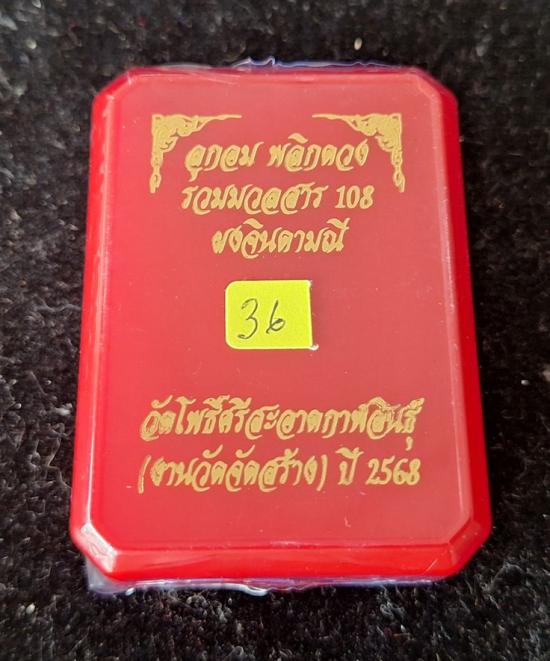 ลูกอม พลิกดวง
รวมมวลสาร 108
ผงจินดามณี
36
วัดโพธิ์ศรีสะอาดกาฬสินธุ์
(งานวัดจัดสร้าง) ปี 2568